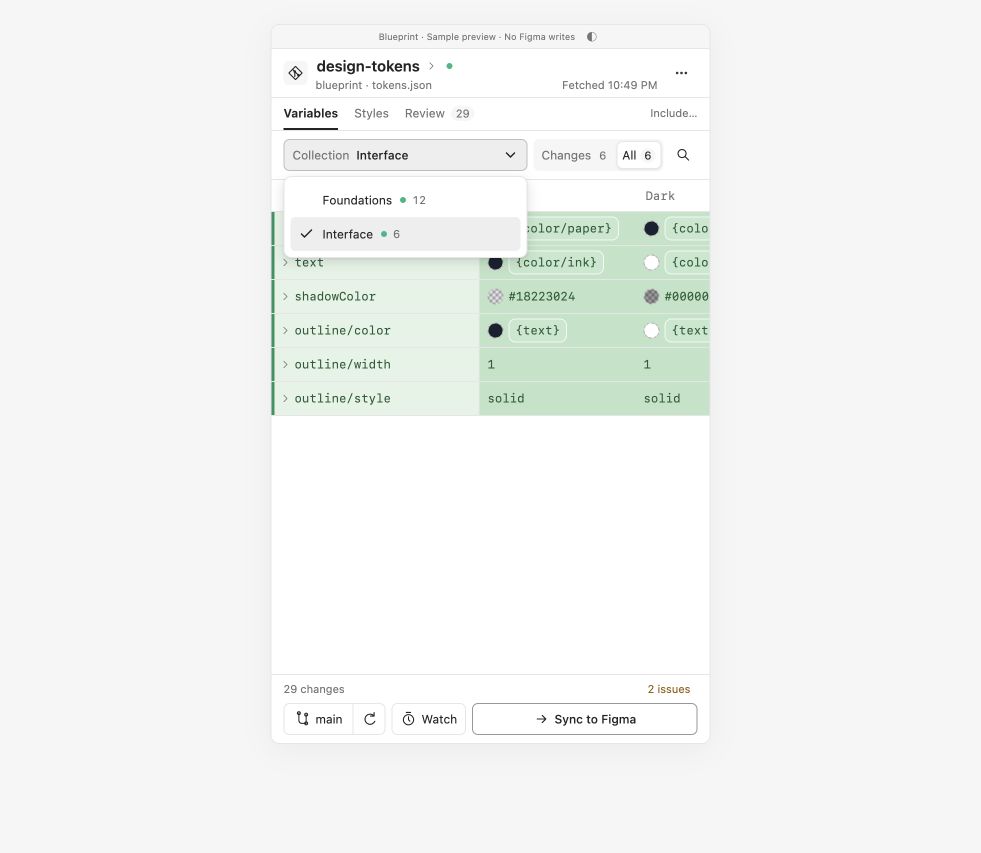 Blueprint · Sample preview · No Figma writes
design-tokens
blueprint · tokens.json
Fetched 10:49 PM
Variables Styles Review 29 Include...
Collection Interface Changes 6 All 6
Foundations 12
Interface 6
Dark
color/paper} {colo
text {color/ink} {colo
shadowColor #18223024 #00000
outline/color {text} {text
outline/width 1 1
outline/style solid solid
29 changes 2 issues
main Watch Sync to Figma